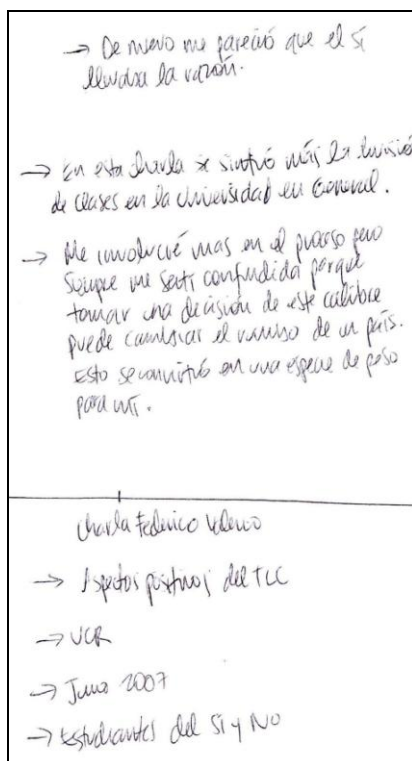 → De nuevo me pareció que el sí
llevaba la razón.
→ En esta charla se sintió más la división
de clases en la Universidad en General.
→ Me involucré mas en el proceso pero
siempre me sentí confundida porque
tomar una decisión de este calibre
puede cambiar el rumbo de un país.
Esto se convirtió en una especie de peso
para mí.
charla Federico
→ Aspectos positivos del TLC
→ UCR
→ Junio 2007
→ Estudiantes del Sí y No